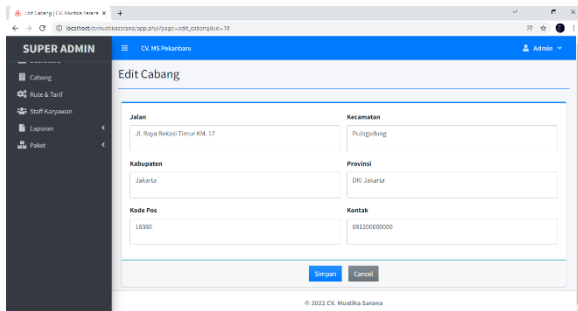 Edit Cabang | CV. Mustika Sarana
localhost/cvmustikasarana/app.php?page=edit_cabang&id=18
SUPER ADMIN
CV. MS Pekanbaru
Admin
Cabang
Rute & Tarif
Staff Karyawan
Laporan
Paket
Edit Cabang
Jalan
Kecamatan
Jl. Raya Bekasi Timur KM. 17
Pulogadung
Kabupaten
Provinsi
Jakarta
DKI Jakarta
Kode Pos
Kontak
Simpan
Cancel
© 2022 CV. Mustika Sarana